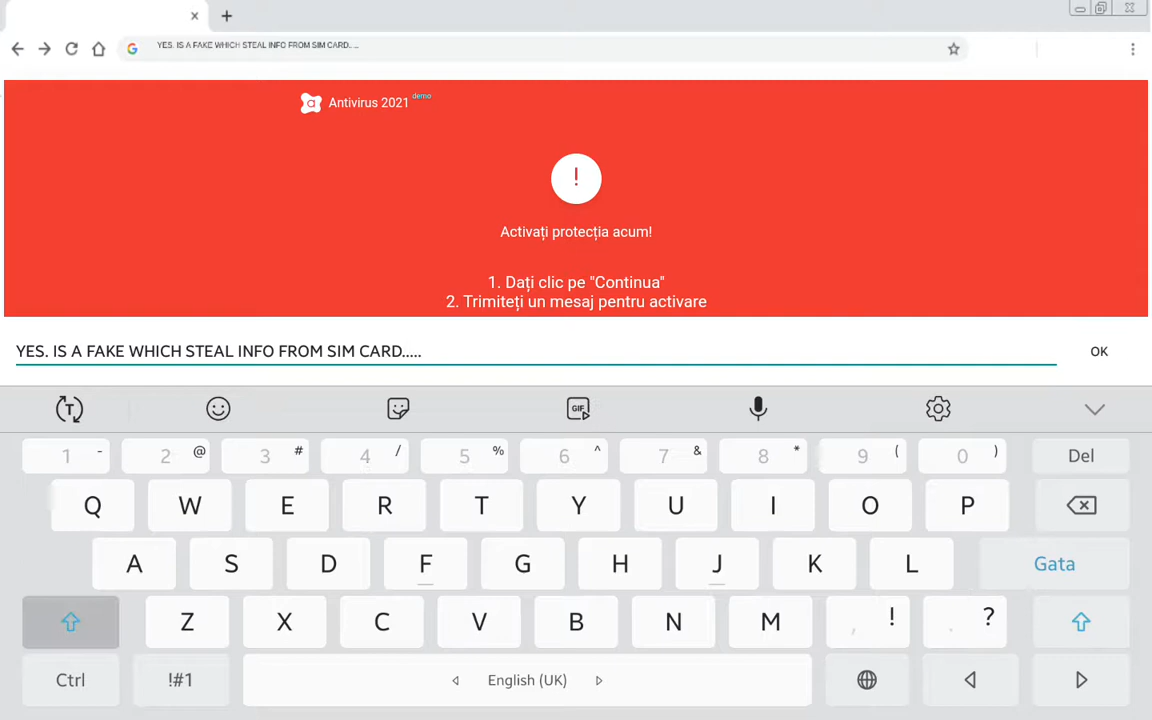 YES. IS A FAKE WHICH STEAL INFO FROM SIM CARD.....
Antivirus 2021 demo
!
Activați protecția acum!
1. Dați clic pe "Continua"
2. Trimiteți un mesaj pentru activare
YES. IS A FAKE WHICH STEAL INFO FROM SIM CARD.....
OK
T GIF
1 - 2 @ 3 # 4 / 5 % 6 ^ 7 & 8 * 9 ( 0 ) Del
Q W E R T Y U I O P
A S D F G H J K L Gata
Z X C V B N M , ! . ?
Ctrl !#1 English (UK)